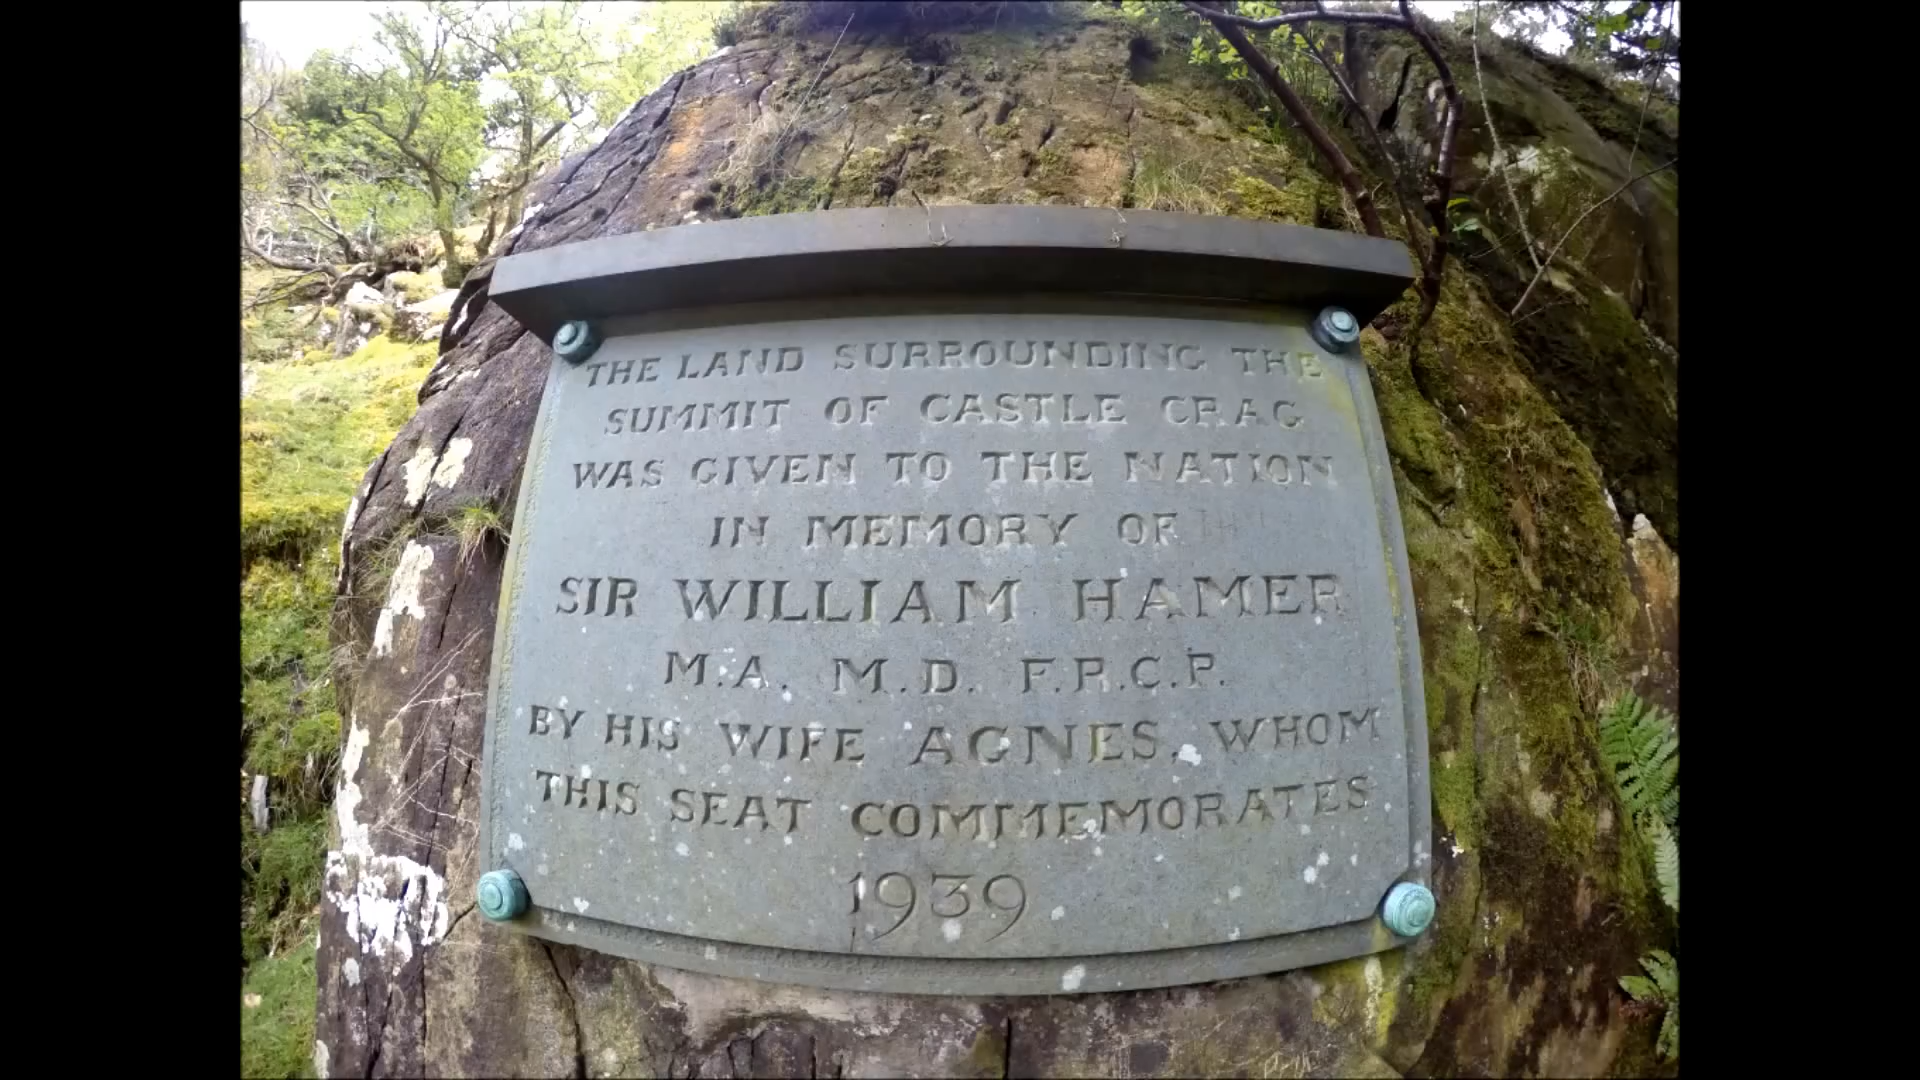 THE LAND SURROUNDING THE
SUMMIT OF CASTLE CRAG
WAS GIVEN TO THE NATION
IN MEMORY OF
SIR WILLIAM HAMER
M.A. M.D. F.R.C.P.
BY HIS WIFE AGNES, WHOM
THIS SEAT COMMEMORATES
1939